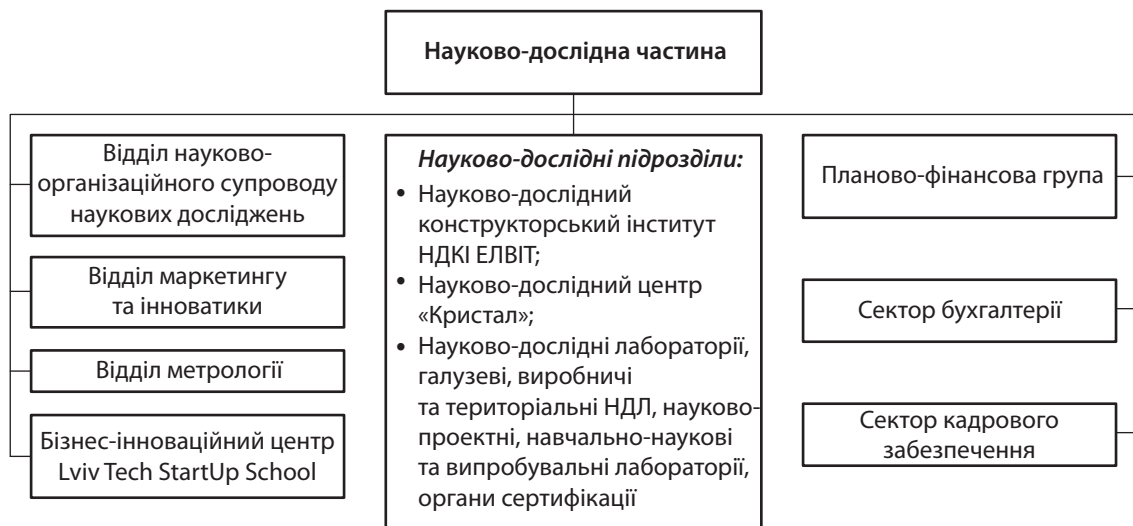 Науково-дослідна частина
Відділ науково-
організаційного супроводу
наукових досліджень
Відділ маркетингу
та інноватики
Відділ метрології
Бізнес-інноваційний центр
Lviv Tech StartUp School
Науково-дослідні підрозділи:
• Науково-дослідний
конструкторський інститут
НДКІ ЕЛВІТ;
• Науково-дослідний центр
«Кристал»;
• Науково-дослідні лабораторії,
галузеві, виробничі
та територіальні НДЛ, науково-
проектні, навчально-наукові
та випробувальні лабораторії,
органи сертифікації
Планово-фінансова група
Сектор бухгалтерії
Сектор кадрового
забезпечення